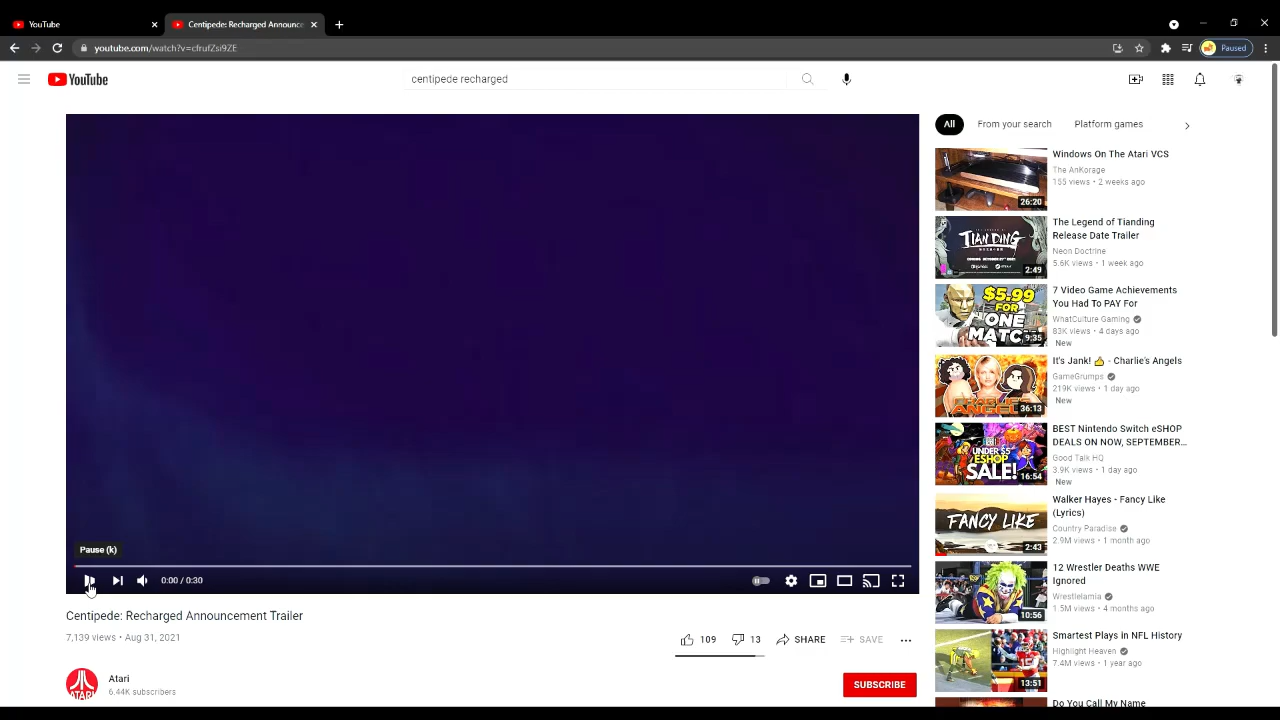 YouTube
Centipede: Recharged Announce
youtube.com/watch?v=cfrufZsi9ZE
Paused
YouTube
centipede recharged
All
From your search
Platform games
Pause (k)
0:00 / 0:30
Centipede: Recharged Announcement Trailer
7,139 views • Aug 31, 2021
109
13
SHARE
SAVE
ATARI
Atari
6.44K subscribers
SUBSCRIBE
26:20
Windows On The Atari VCS
The AnKorage
155 views • 2 weeks ago
TIAN DING
2:49
The Legend of Tianding
Release Date Trailer
Neon Doctrine
5.6K views • 1 week ago
$5.99
FOR
ONE
MATCH
9:35
7 Video Game Achievements
You Had To PAY For
WhatCulture Gaming
83K views • 4 days ago
New
36:13
It's Jank! 👍 - Charlie's Angels
GameGrumps
219K views • 1 day ago
New
UNDER $5
ESHOP
SALE!
16:54
BEST Nintendo Switch eSHOP
DEALS ON NOW, SEPTEMBER...
Good Talk HQ
3.9K views • 1 day ago
New
FANCY LIKE
2:43
Walker Hayes - Fancy Like
(Lyrics)
Country Paradise
2.9M views • 1 month ago
10:56
12 Wrestler Deaths WWE
Ignored
Wrestlelamia
1.5M views • 4 months ago
13:51
Smartest Plays in NFL History
Highlight Heaven
7.4M views • 1 year ago
Do You Call My Name